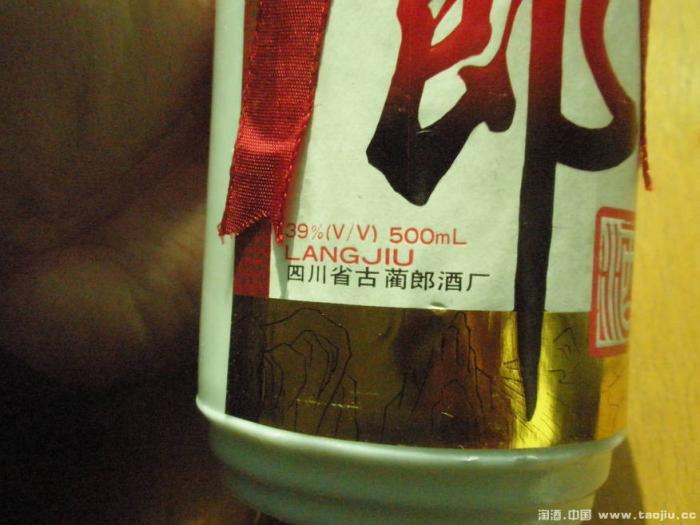 郎
39%(V/V) 500mL
LANGJIU
四川省古蔺郎酒厂
酒
淘酒.中国 www.taojiu.cc